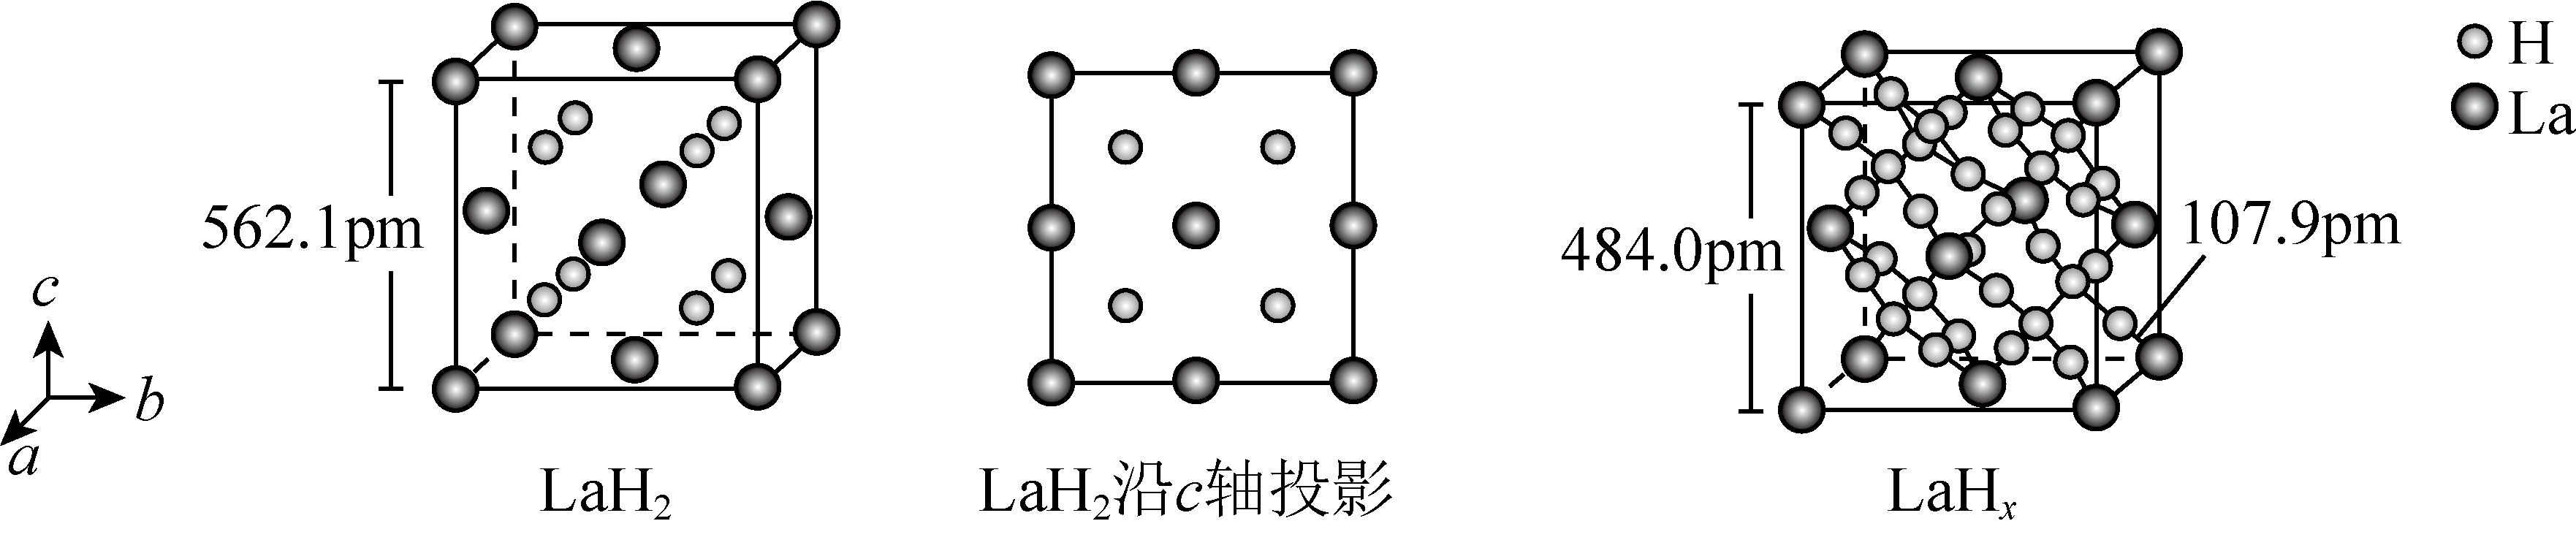 562.1pm
c
b
a
LaH₂
LaH₂沿c轴投影
484.0pm
107.9pm
LaHₓ
H
La